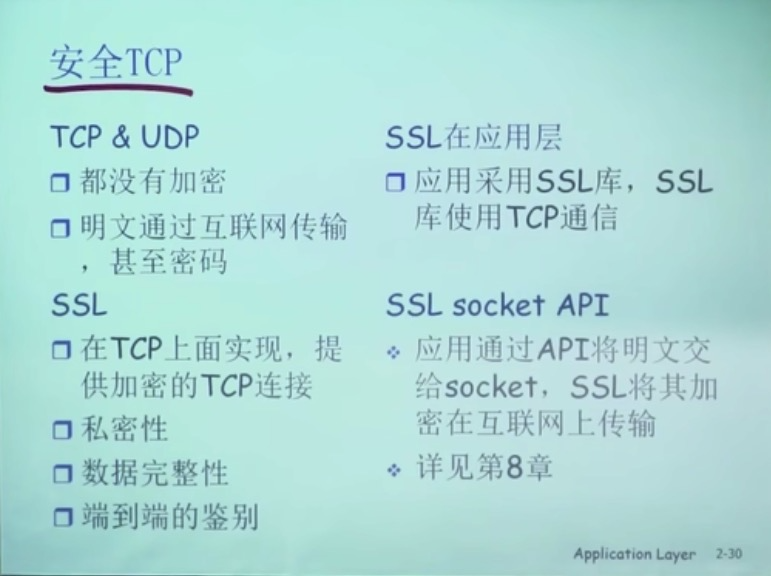 安全TCP
TCP & UDP
❒ 都没有加密
❒ 明文通过互联网传输
，甚至密码
SSL
❒ 在TCP上面实现，提
供加密的TCP连接
❒ 私密性
❒ 数据完整性
❒ 端到端的鉴别
SSL在应用层
❒ 应用采用SSL库，SSL
库使用TCP通信
SSL socket API
❖ 应用通过API将明文交
给socket，SSL将其加
密在互联网上传输
❖ 详见第8章
Application Layer 2-30